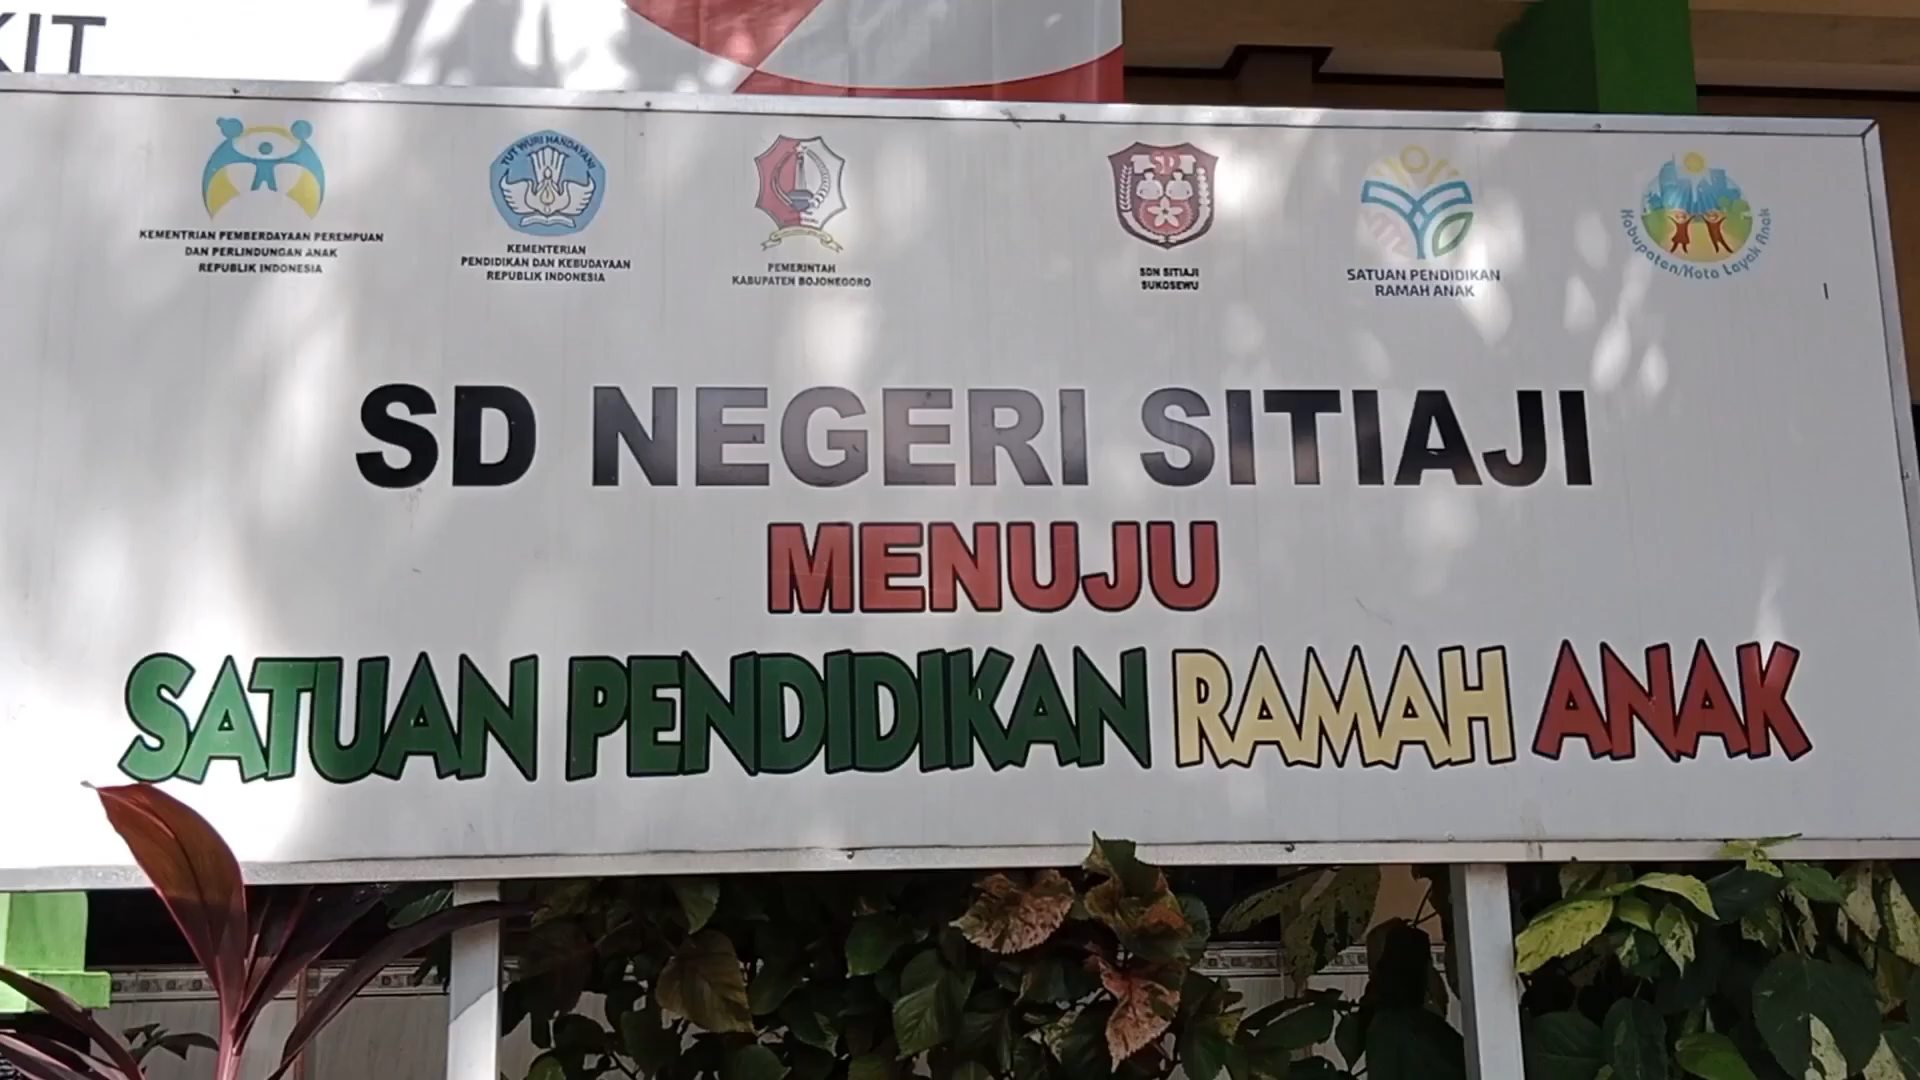 KIT
KEMENTRIAN PEMBERDAYAAN PEREMPUAN
DAN PERLINDUNGAN ANAK
REPUBLIK INDONESIA
TUT WURI HANDAYANI
KEMENTERIAN
PENDIDIKAN DAN KEBUDAYAAN
REPUBLIK INDONESIA
PEMERINTAH
KABUPATEN BOJONEGORO
SD
SDN SITIAJI
SUKOSEWU
SATUAN PENDIDIKAN
RAMAH ANAK
Kabupaten/Kota Layak Anak
SD NEGERI SITIAJI
MENUJU
SATUAN PENDIDIKAN RAMAH ANAK